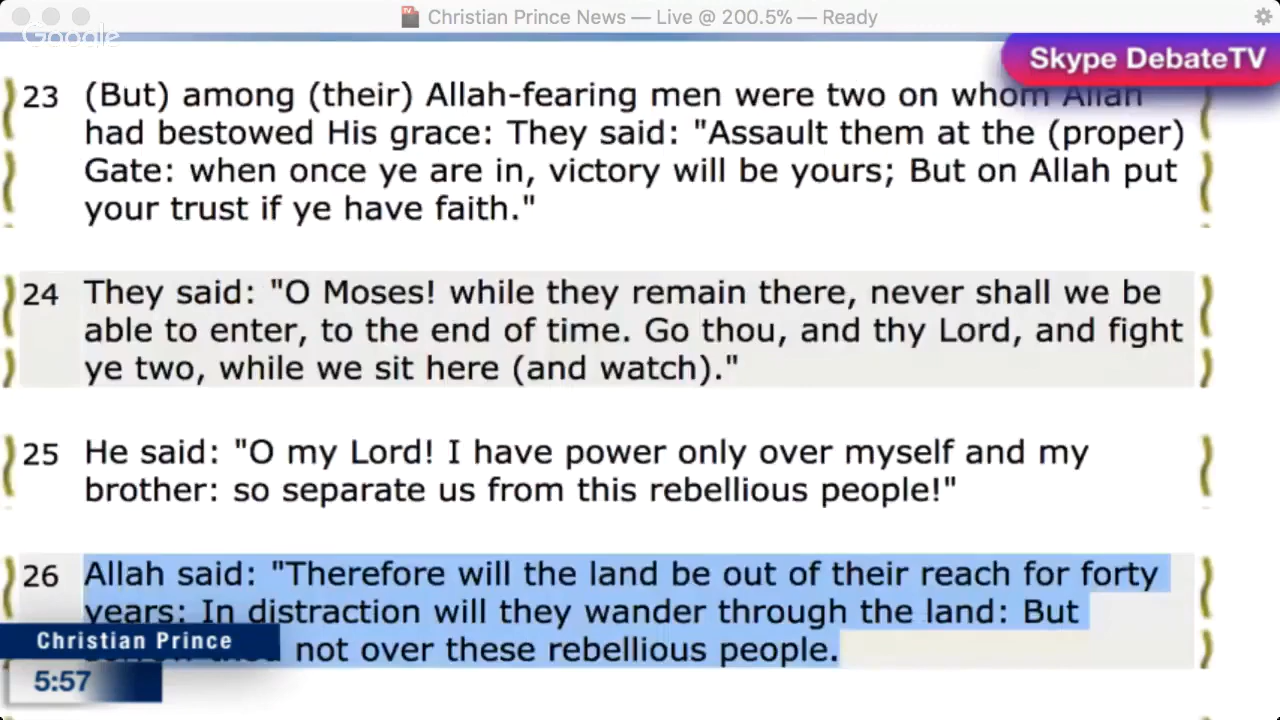 Christian Prince News — Live @ 200.5% — Ready
Google
Skype DebateTV
23 (But) among (their) Allah-fearing men were two on whom Allah
had bestowed His grace: They said: "Assault them at the (proper)
Gate: when once ye are in, victory will be yours; But on Allah put
your trust if ye have faith."
24 They said: "O Moses! while they remain there, never shall we be
able to enter, to the end of time. Go thou, and thy Lord, and fight
ye two, while we sit here (and watch)."
25 He said: "O my Lord! I have power only over myself and my
brother: so separate us from this rebellious people!"
26 Allah said: "Therefore will the land be out of their reach for forty
years: In distraction will they wander through the land: But
not over these rebellious people.
Christian Prince
5:57